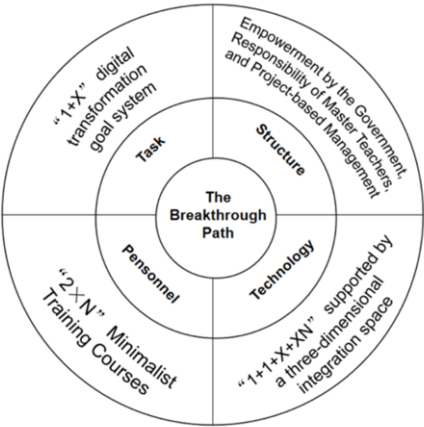 "1+X" digital
transformation
goal system
Empowerment by the Government,
Responsibility of Master Teachers,
and Project-based Management
Task
Structure
The
Breakthrough
Path
Pensonnel
Technology
"2×N" Minimalist
Training Courses
"1+1+X+XN" supported by
a three-dimensional
integration space